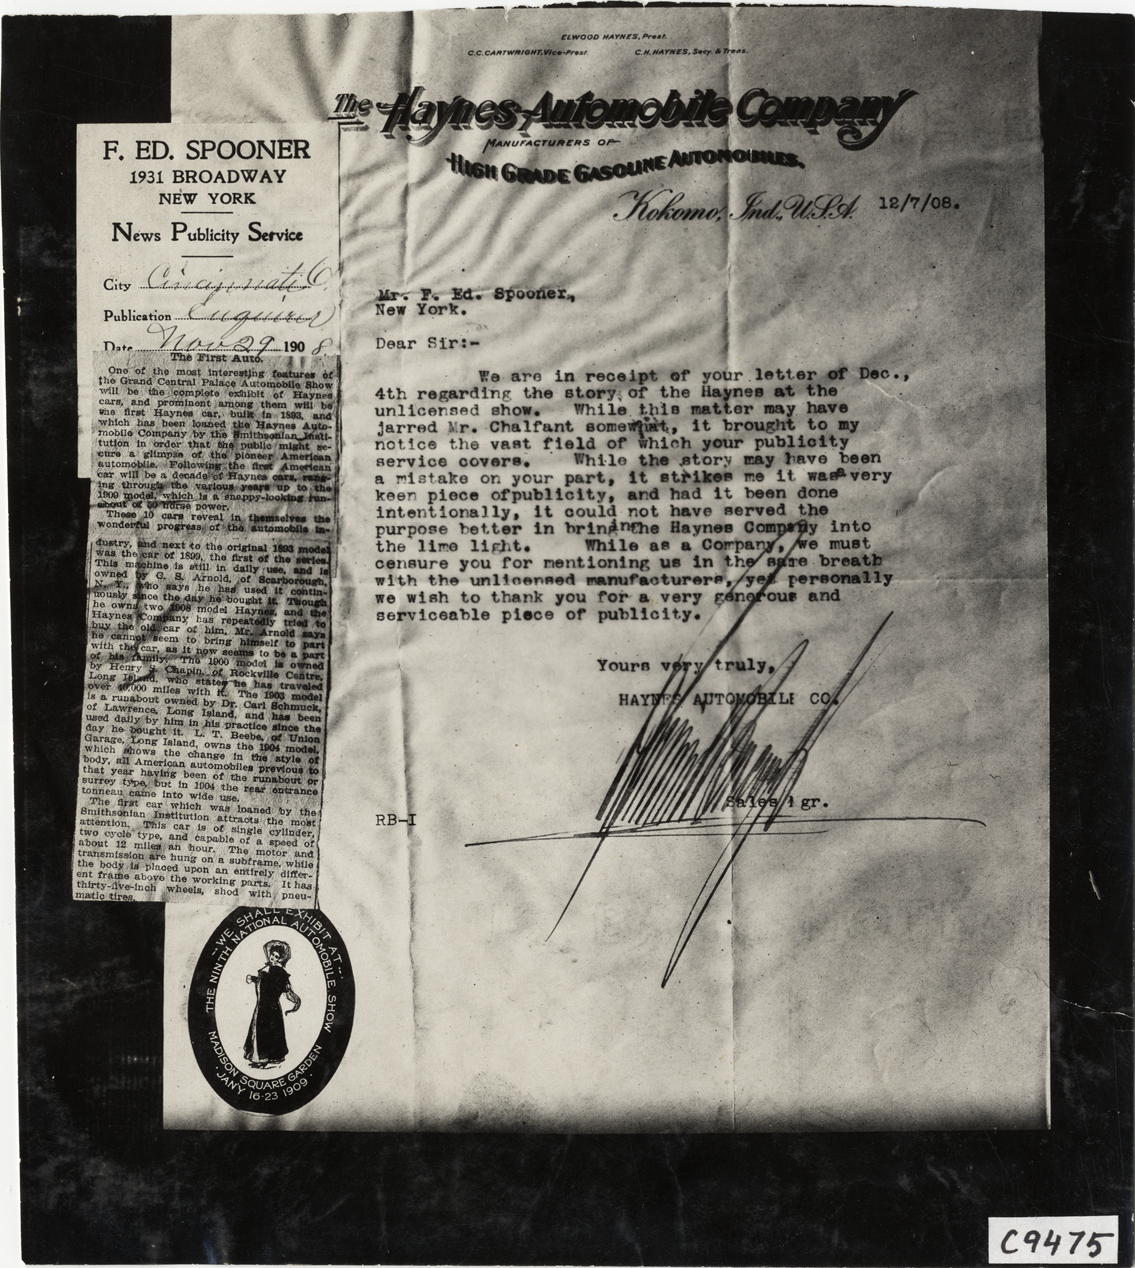 ELWOOD HAYNES, Prest.
C.C. CARTWRIGHT, Vice-Prest. C.H. HAYNES, Secy. & Treas.
The Haynes Automobile Company
MANUFACTURERS OF
HIGH GRADE GASOLINE AUTOMOBILES.
Kokomo, Ind., U.S.A. 12/7/08.
Mr. F. Ed. Spooner,
New York.
Dear Sir:-
We are in receipt of your letter of Dec.,
4th regarding the story of the Haynes at the
unlicensed show. While this matter may have
jarred Mr. Chalfant somewhat, it brought to my
notice the vast field of which your publicity
service covers. While the story may have been
a mistake on your part, it strikes me it was a very
keen piece of publicity, and had it been done
intentionally, it could not have served the
purpose better in bringing the Haynes Company into
the lime light. While as a Company, we must
censure you for mentioning us in the same breath
with the unlicensed manufacturers, yet personally
we wish to thank you for a very generous and
serviceable piece of publicity.
Yours very truly,
HAYNES AUTOMOBILE CO.
Sales Mgr.
RB-I
F. ED. SPOONER
1931 BROADWAY
NEW YORK
News Publicity Service
City Cincinnati O.
Publication Enquirer
Date Nov 29 1908
The First Auto.
One of the most interesting features of
the Grand Central Palace Automobile Show
will be the complete exhibit of Haynes
cars, and prominent among them will be
the first Haynes car, built in 1893, and
which has been loaned the Haynes Auto-
mobile Company by the Smithsonian Insti-
tution in order that the public might se-
cure a glimpse of the pioneer American
automobile. Following the first American
car will be a decade of Haynes cars, rang-
ing through the various years up to the
1909 model, which is a snappy-looking run-
about of 30 horse power.
These 10 cars reveal in themselves the
wonderful progress of the automobile in-
dustry, and next to the original 1893 model
was the car of 1899, the first of the series.
This machine is still in daily use, and is
owned by G. S. Arnold, of Scarborough,
N. Y., who says he has used it contin-
uously since the day he bought it. Though
he owns two 1908 model Haynes, and the
Haynes Company has repeatedly tried to
buy the old car of him, Mr. Arnold says
he cannot seem to bring himself to part
with the car, as it now seems to be a part
of his family. The 1900 model is owned
by Henry S. Chapin, of Rockville Centre,
Long Island, who states he has traveled
over 40,000 miles with it. The 1903 model
is a runabout owned by Dr. Carl Schmuck,
of Lawrence, Long Island, and has been
used daily by him in his practice since the
day he bought it. L. T. Beebe, of Union
Garage, Long Island, owns the 1904 model,
which shows the change in the style of
body, all American automobiles previous to
that year having been of the runabout or
surrey type, but in 1904 the rear entrance
tonneau came into wide use.
The first car which was loaned by the
Smithsonian Institution attracts the most
attention. This car is of single cylinder,
two cycle type, and capable of a speed of
about 12 miles an hour. The motor and
transmission are hung on a subframe, while
the body is placed upon an entirely differ-
ent frame above the working parts. It has
thirty-five-inch wheels, shod with pneu-
matic tires.
WE SHALL EXHIBIT AT
THE NINTH NATIONAL AUTOMOBILE SHOW
MADISON SQUARE GARDEN
JANY 16-23 1909
C9475